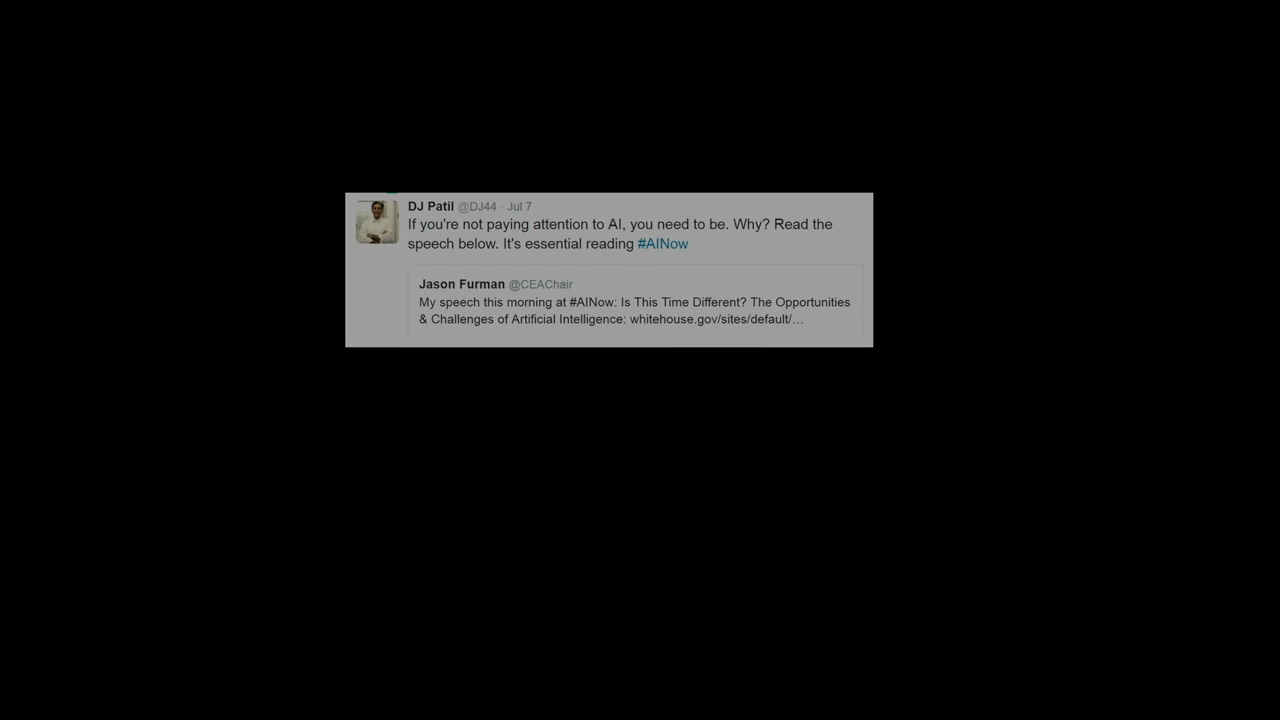 DJ Patil @DJ44 · Jul 7
If you're not paying attention to AI, you need to be. Why? Read the
speech below. It's essential reading #AINow
Jason Furman @CEAChair
My speech this morning at #AINow: Is This Time Different? The Opportunities
& Challenges of Artificial Intelligence: whitehouse.gov/sites/default/…